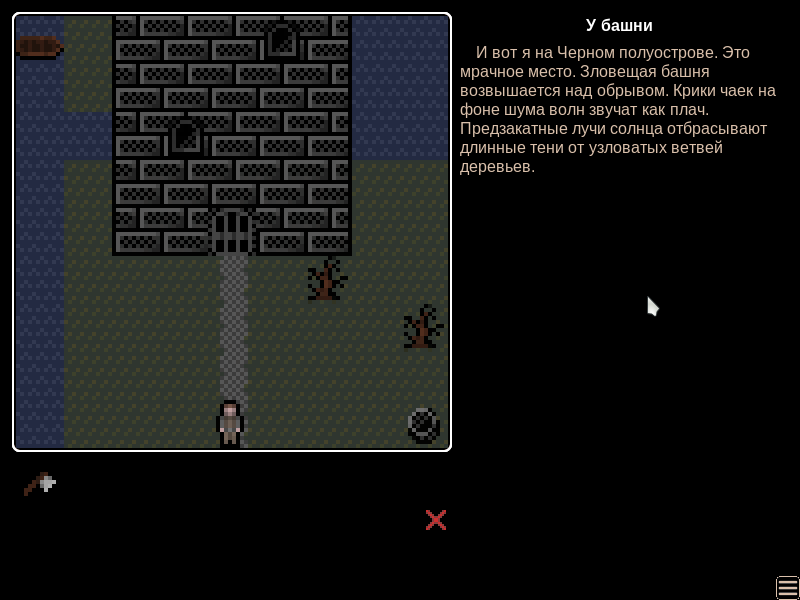 У башни
И вот я на Черном полуострове. Это
мрачное место. Зловещая башня
возвышается над обрывом. Крики чаек на
фоне шума волн звучат как плач.
Предзакатные лучи солнца отбрасывают
длинные тени от узловатых ветвей
деревьев.